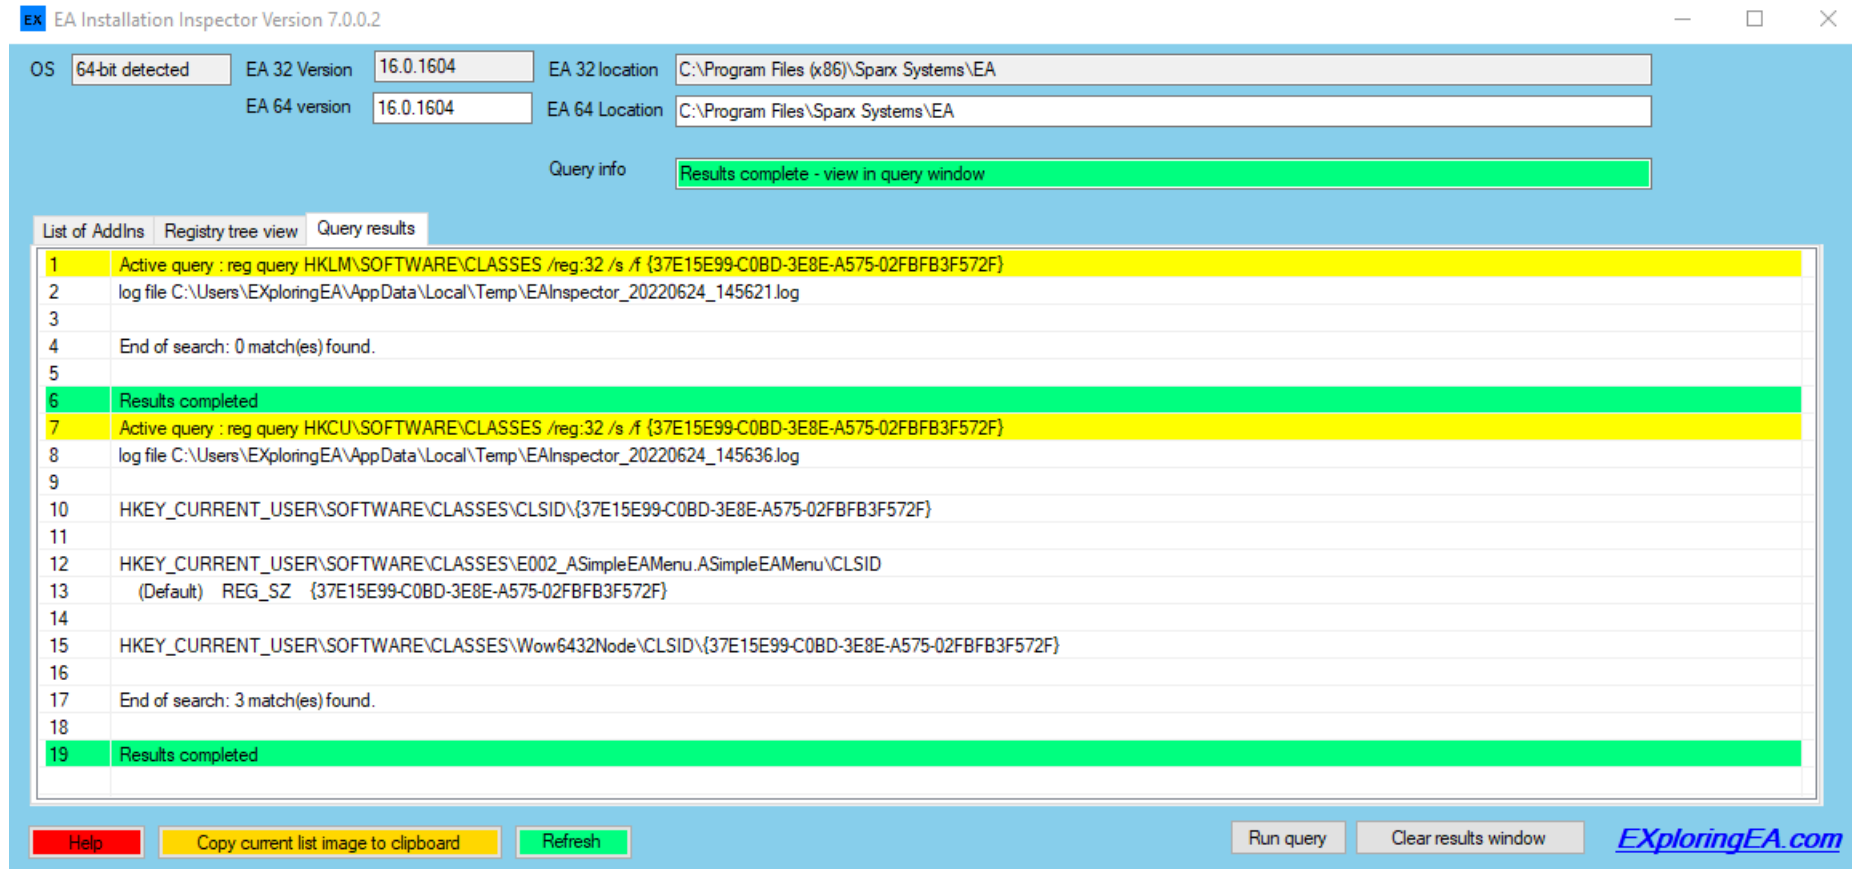 EX EA Installation Inspector Version 7.0.0.2
OS 64-bit detected EA 32 Version 16.0.1604 EA 32 location C:\Program Files (x86)\Sparx Systems\EA
EA 64 version 16.0.1604 EA 64 Location C:\Program Files\Sparx Systems\EA
Query info Results complete - view in query window
List of AddIns Registry tree view Query results
1 Active query : reg query HKLM\SOFTWARE\CLASSES /reg:32 /s /f {37E15E99-C0BD-3E8E-A575-02FBFB3F572F}
2 log file C:\Users\EXploringEA\AppData\Local\Temp\EAInspector_20220624_145621.log
3
4 End of search: 0 match(es) found.
5
6 Results completed
7 Active query : reg query HKCU\SOFTWARE\CLASSES /reg:32 /s /f {37E15E99-C0BD-3E8E-A575-02FBFB3F572F}
8 log file C:\Users\EXploringEA\AppData\Local\Temp\EAInspector_20220624_145636.log
9
10 HKEY_CURRENT_USER\SOFTWARE\CLASSES\CLSID\{37E15E99-C0BD-3E8E-A575-02FBFB3F572F}
11
12 HKEY_CURRENT_USER\SOFTWARE\CLASSES\E002_ASimpleEAMenu.ASimpleEAMenu\CLSID
13 (Default) REG_SZ {37E15E99-C0BD-3E8E-A575-02FBFB3F572F}
14
15 HKEY_CURRENT_USER\SOFTWARE\CLASSES\Wow6432Node\CLSID\{37E15E99-C0BD-3E8E-A575-02FBFB3F572F}
16
17 End of search: 3 match(es) found.
18
19 Results completed
Help Copy current list image to clipboard Refresh Run query Clear results window EXploringEA.com